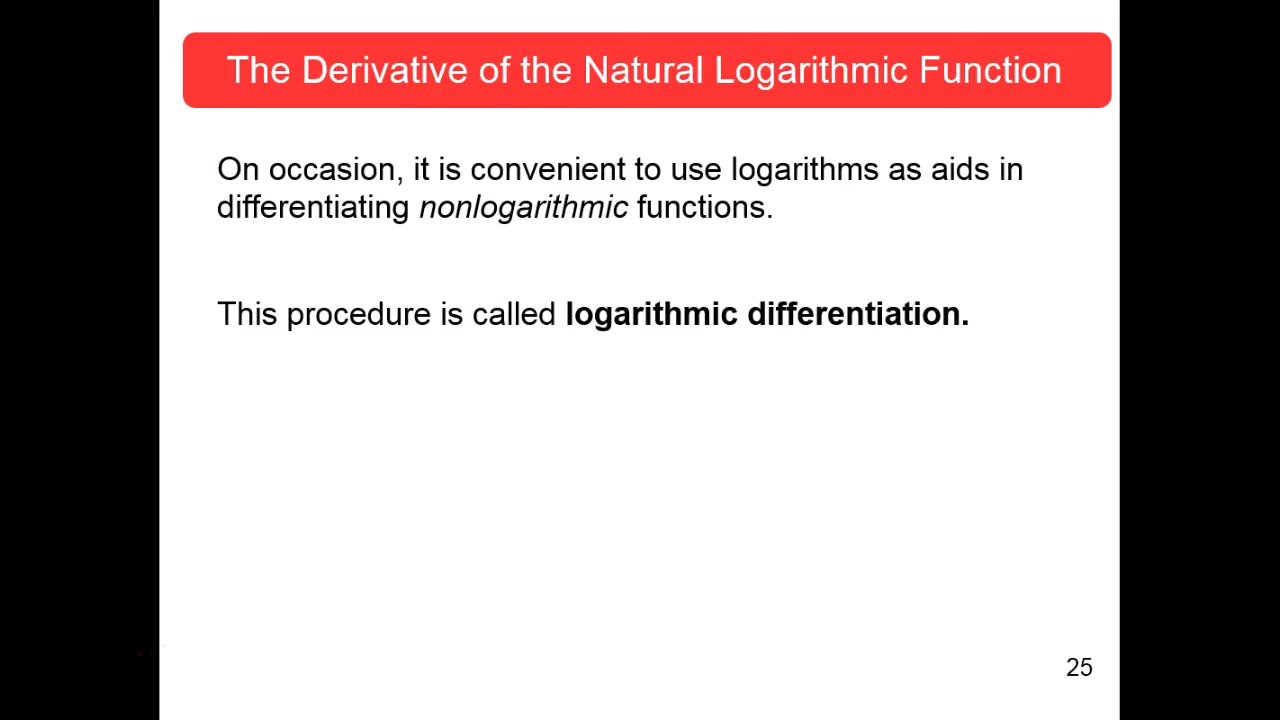 The Derivative of the Natural Logarithmic Function
On occasion, it is convenient to use logarithms as aids in
differentiating nonlogarithmic functions.
This procedure is called logarithmic differentiation.
25